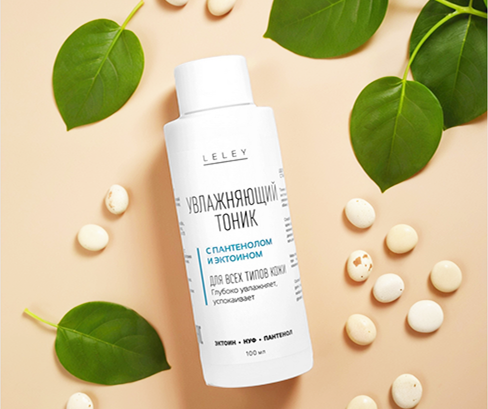 LELEY
УВЛАЖНЯЮЩИЙ
ТОНИК
С ПАНТЕНОЛОМ
И ЭКТОИНОМ
ДЛЯ ВСЕХ ТИПОВ КОЖИ
Глубоко увлажняет,
успокаивает
ЭКТОИН • НУФ • ПАНТЕНОЛ
100 мл